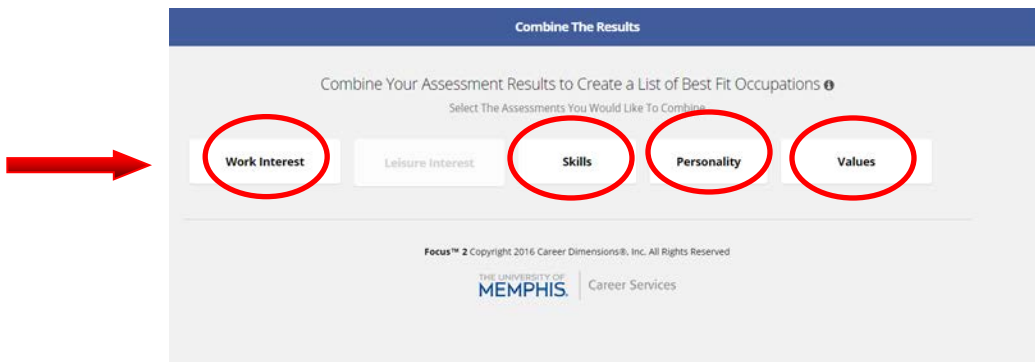 Combine The Results
Combine Your Assessment Results to Create a List of Best Fit Occupations
Select The Assessments You Would Like To Combine
Work Interest Leisure Interest Skills Personality Values
Focus™ 2 Copyright 2016 Career Dimensions®, Inc. All Rights Reserved
THE UNIVERSITY OF
MEMPHIS. Career Services